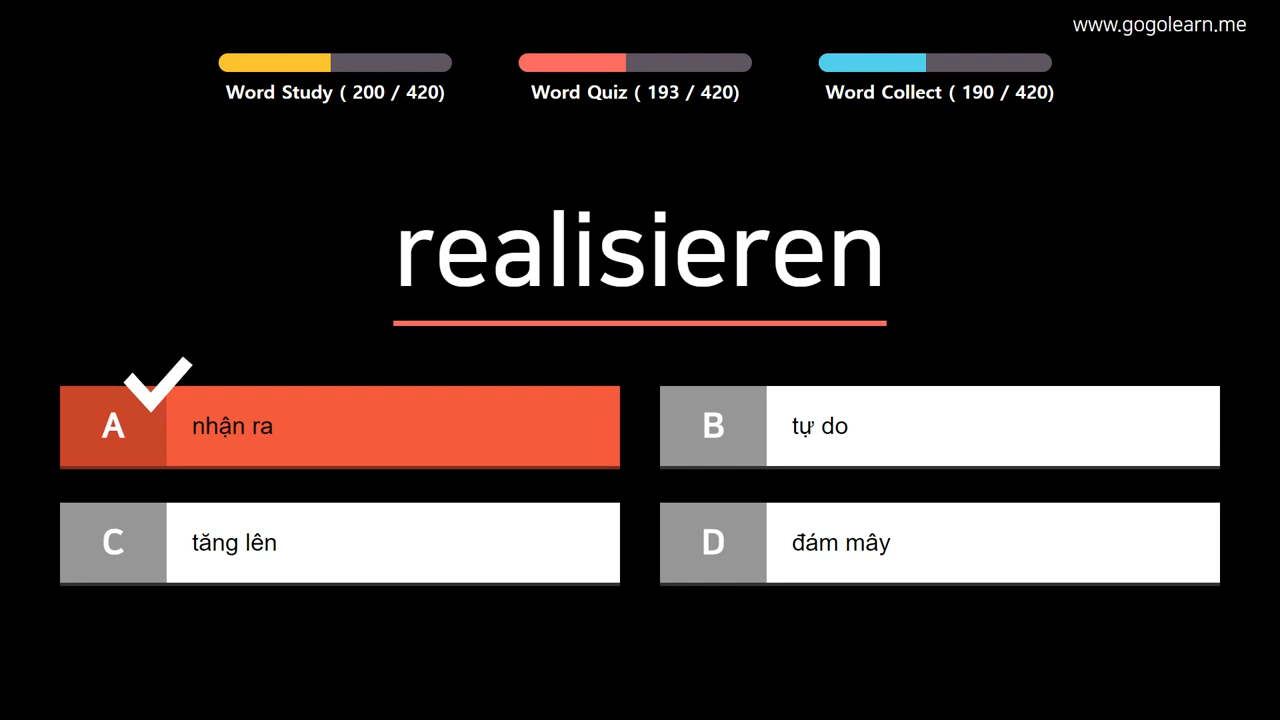 www.gogolearn.me
Word Study ( 200 / 420)
Word Quiz ( 193 / 420)
Word Collect ( 190 / 420)
realisieren
A nhận ra
B tự do
C tăng lên
D đám mây